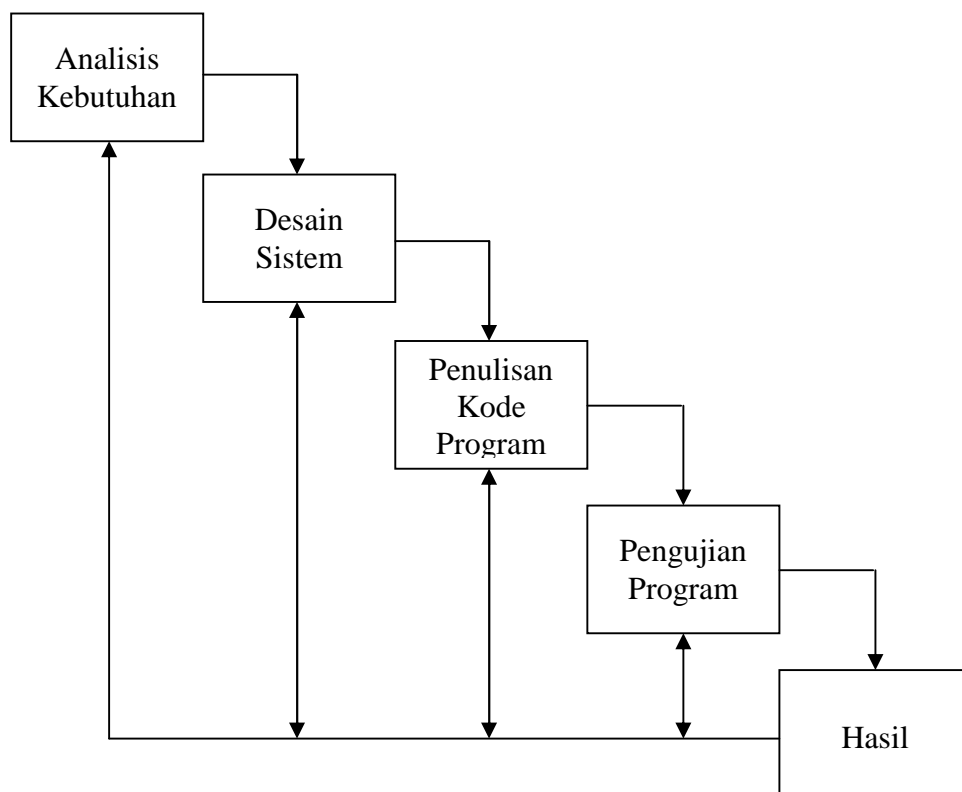 Analisis
Kebutuhan
Desain
Sistem
Penulisan
Kode
Program
Pengujian
Program
Hasil